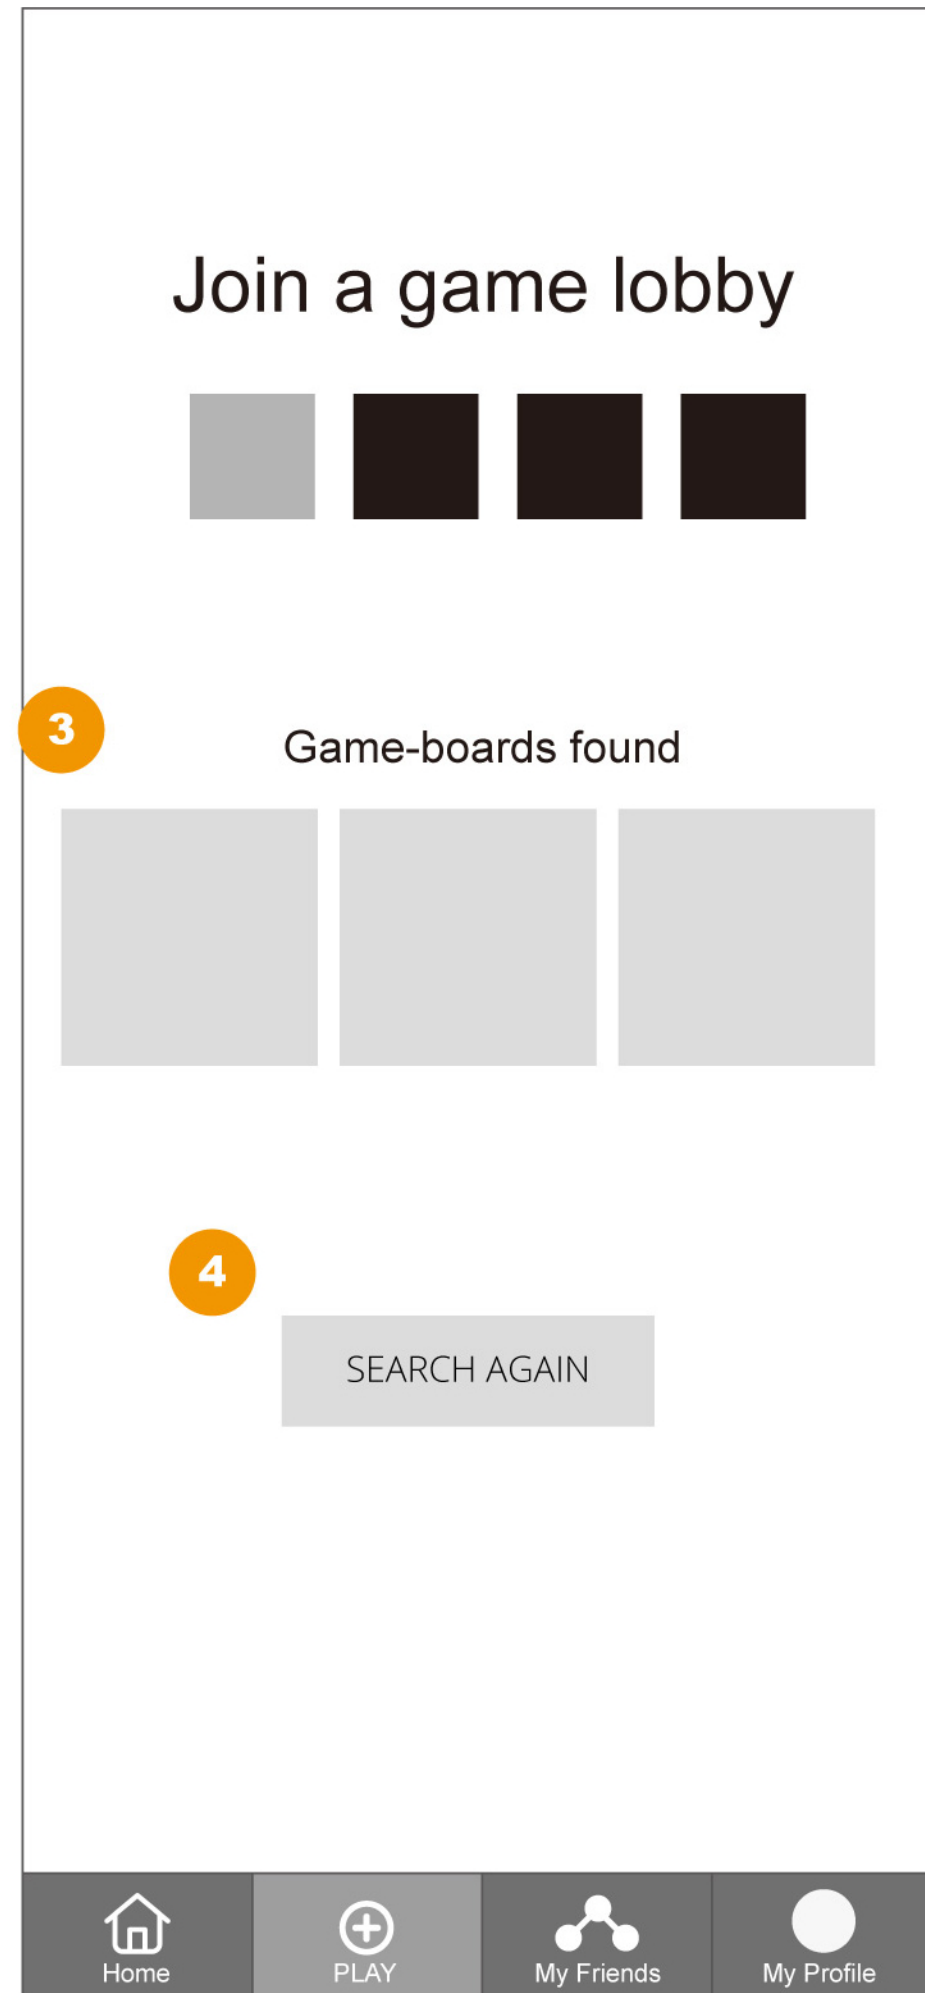 Join a game lobby
3
Game-boards found
4
SEARCH AGAIN
Home
PLAY
My Friends
My Profile